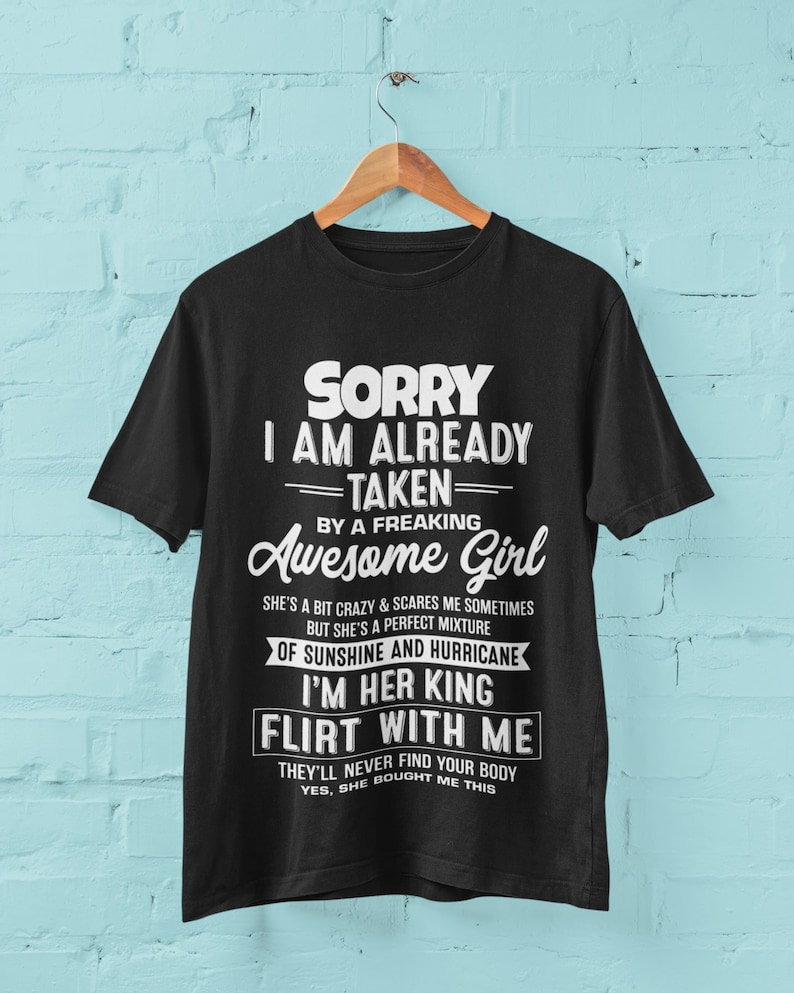 SORRY
I AM ALREADY
TAKEN
BY A FREAKING
Awesome Girl
SHE'S A BIT CRAZY & SCARES ME SOMETIMES
BUT SHE'S A PERFECT MIXTURE
OF SUNSHINE AND HURRICANE
I'M HER KING
FLIRT WITH ME
THEY'LL NEVER FIND YOUR BODY
YES, SHE BOUGHT ME THIS